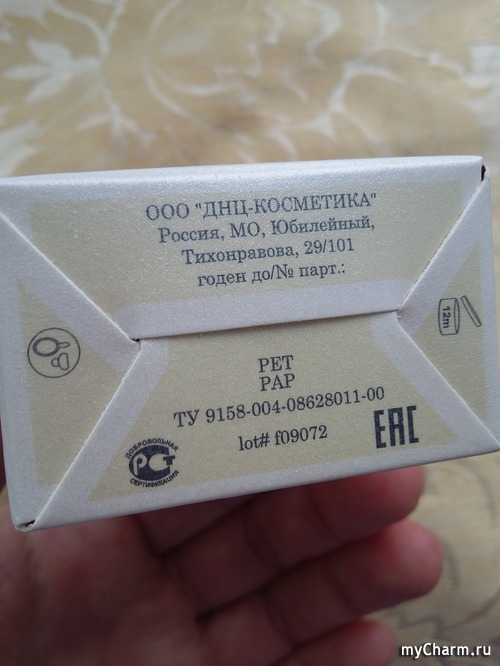 ООО "ДНЦ-КОСМЕТИКА"
Россия, МО, Юбилейный,
Тихонравова, 29/101
годен до/№ парт.:
12m
PET
PAP
ТУ 9158-004-08628011-00
lot# f09072
ДОБРОВОЛЬНАЯ
РСТ
СЕРТИФИКАЦИЯ
EAC
myCharm.ru